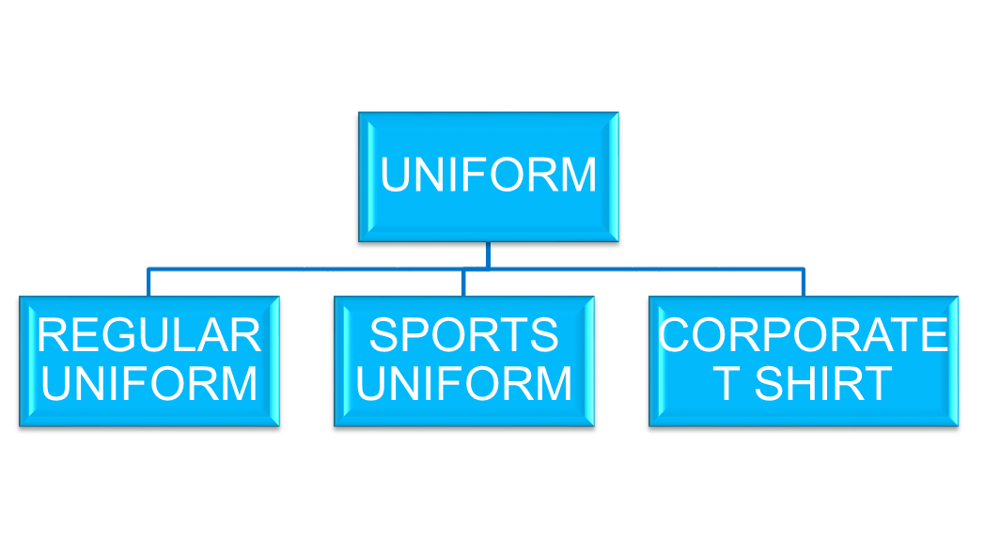 UNIFORM
REGULAR
UNIFORM
SPORTS
UNIFORM
CORPORATE
T SHIRT